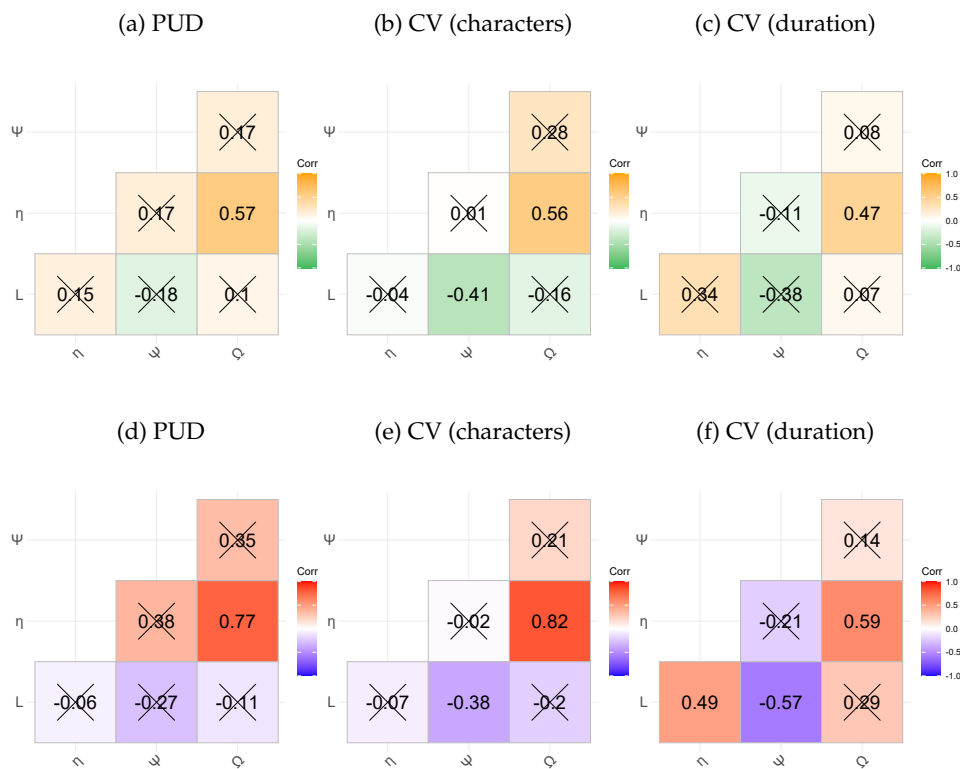 (a) PUD
(b) CV (characters)
(c) CV (duration)
Ψ 0.17
η 0.17 0.57
L 0.15 -0.18 0.1
η Ψ Ω
Corr
Ψ 0.28
η 0.01 0.56
L -0.04 -0.41 -0.16
η Ψ Ω
Corr
Ψ 0.08
η -0.11 0.47
L 0.34 -0.38 0.07
η Ψ Ω
Corr
1.0
0.5
0.0
-0.5
-1.0
(d) PUD
(e) CV (characters)
(f) CV (duration)
Ψ 0.35
η 0.38 0.77
L -0.06 -0.27 -0.11
η Ψ Ω
Corr
Ψ 0.21
η -0.02 0.82
L -0.07 -0.38 -0.2
η Ψ Ω
Corr
Ψ 0.14
η -0.21 0.59
L 0.49 -0.57 0.29
η Ψ Ω
Corr
1.0
0.5
0.0
-0.5
-1.0